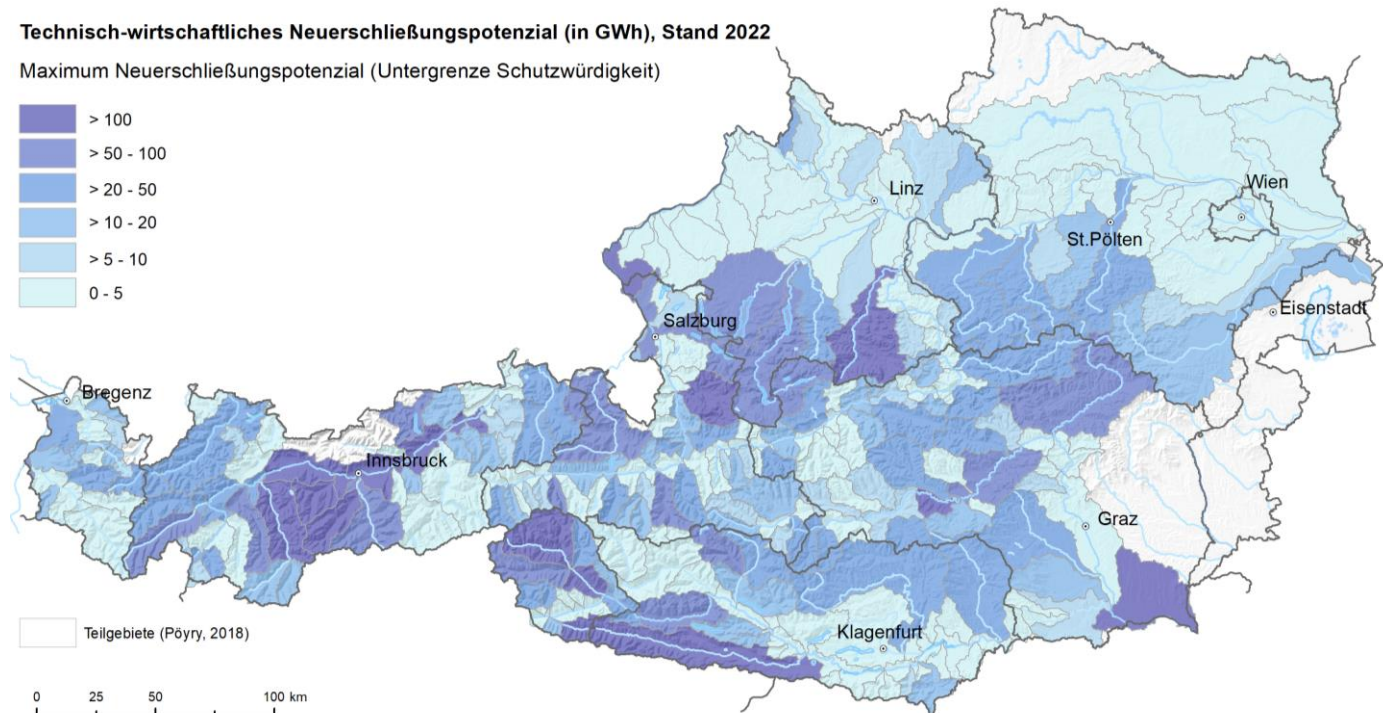 Technisch-wirtschaftliches Neuerschließungspotenzial (in GWh), Stand 2022
Maximum Neuerschließungspotenzial (Untergrenze Schutzwürdigkeit)
> 100
> 50 - 100
> 20 - 50
> 10 - 20
> 5 - 10
0 - 5
Linz
Wien
St.Pölten
Eisenstadt
Salzburg
Bregenz
Innsbruck
Graz
Klagenfurt
Teilgebiete (Pöyry, 2018)
0 25 50 100 km